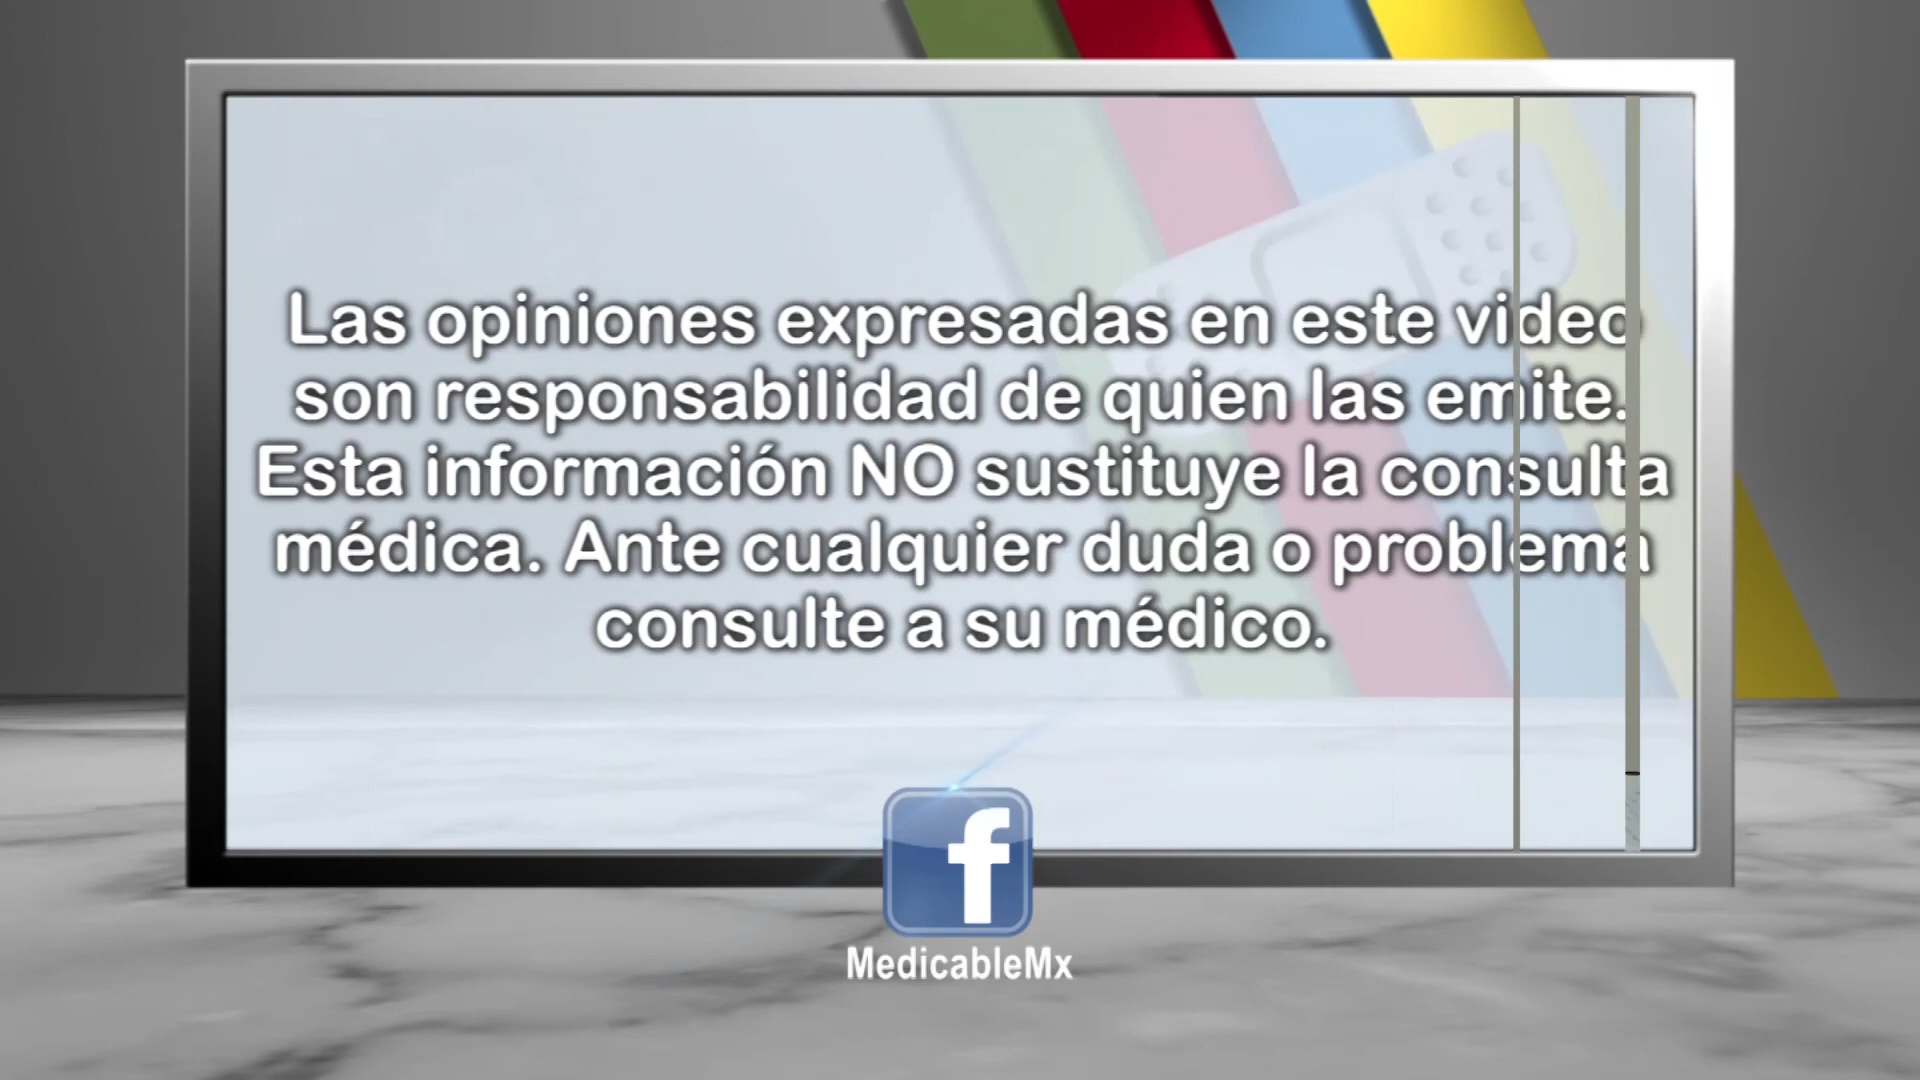 Las opiniones expresadas en este video
son responsabilidad de quien las emite.
Esta información NO sustituye la consulta
médica. Ante cualquier duda o problema
consulte a su médico.
f
MedicableMx